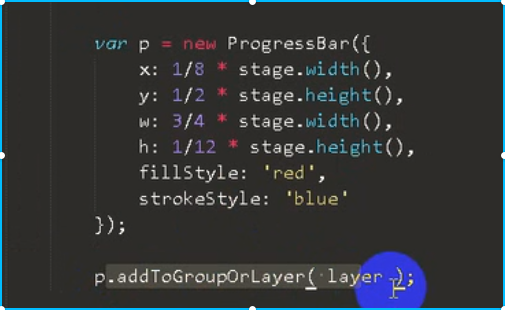 var p = new ProgressBar({
x: 1/8 * stage.width(),
y: 1/2 * stage.height(),
w: 3/4 * stage.width(),
h: 1/12 * stage.height(),
fillStyle: 'red',
strokeStyle: 'blue'
});
p.addToGroupOrLayer( layer );